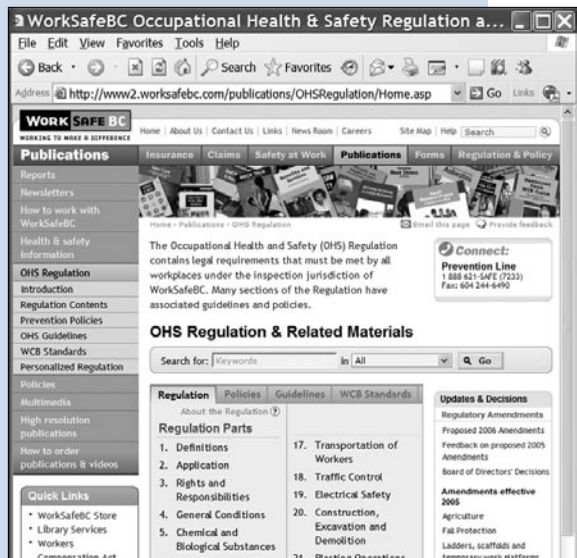 WorkSafeBC Occupational Health & Safety Regulation a...
File Edit View Favorites Tools Help
Back Search Favorites
Address http://www2.worksafebc.com/publications/OHSRegulation/Home.asp Go Links
WORK SAFE BC
WORKING TO MAKE A DIFFERENCE
Home | About Us | Contact Us | Links | News Room | Careers Site Map | Help Search
Publications
Insurance Claims Safety at Work Publications Forms Regulation & Policy
Reports
Newsletters
How to work with
WorkSafeBC
Health & safety
information
OHS Regulation
Introduction
Regulation Contents
Prevention Policies
OHS Guidelines
WCB Standards
Personalized Regulation
Policies
Multimedia
High resolution
publications
How to order
publications & videos
Quick Links
• WorkSafeBC Store
• Library Services
• Workers
Compensation Act
Home > Publications > OHS Regulation
Email this page Provide feedback
The Occupational Health and Safety (OHS) Regulation
contains legal requirements that must be met by all
workplaces under the inspection jurisdiction of
WorkSafeBC. Many sections of the Regulation have
associated guidelines and policies.
Connect:
Prevention Line
1 888 621-SAFE (7233)
Fax: 604 244-6490
OHS Regulation & Related Materials
Search for: Keywords in All Go
Regulation Policies Guidelines WCB Standards
About the Regulation ?
Regulation Parts
1. Definitions
2. Application
3. Rights and
Responsibilities
4. General Conditions
5. Chemical and
Biological Substances
17. Transportation of
Workers
18. Traffic Control
19. Electrical Safety
20. Construction,
Excavation and
Demolition
21. Blasting Operations
Updates & Decisions
Regulatory Amendments
Proposed 2006 Amendments
Feedback on proposed 2005
Amendments
Board of Directors' Decisions
Amendments effective
2005
Agriculture
Fall Protection
Ladders, scaffolds and
temporary work platforms